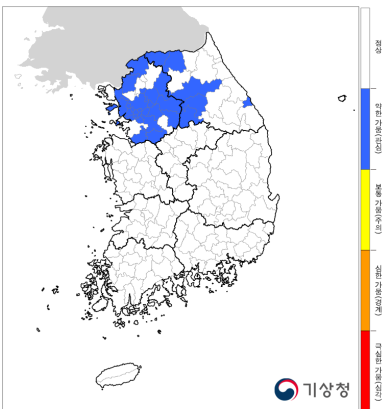 정상
약한 가뭄(관심)
보통 가뭄(주의)
심한 가뭄(경계)
극심한 가뭄(심각)
기상청